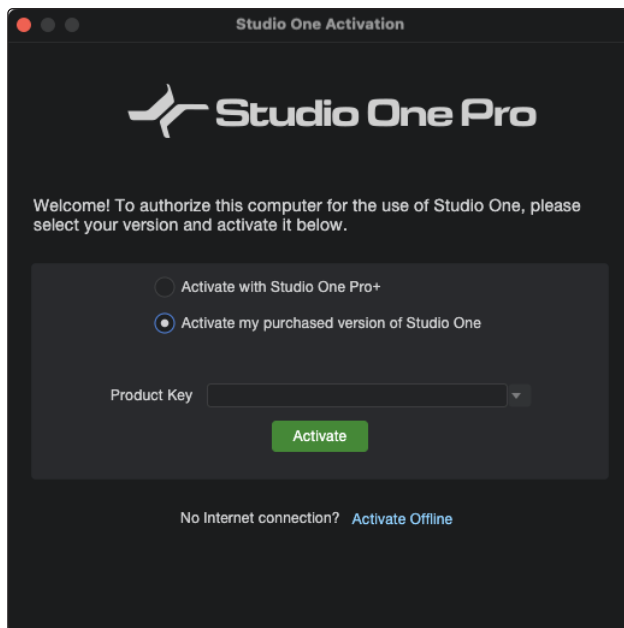 Studio One Activation
Studio One Pro
Welcome! To authorize this computer for the use of Studio One, please
select your version and activate it below.
Activate with Studio One Pro+
Activate my purchased version of Studio One
Product Key
Activate
No Internet connection? Activate Offline